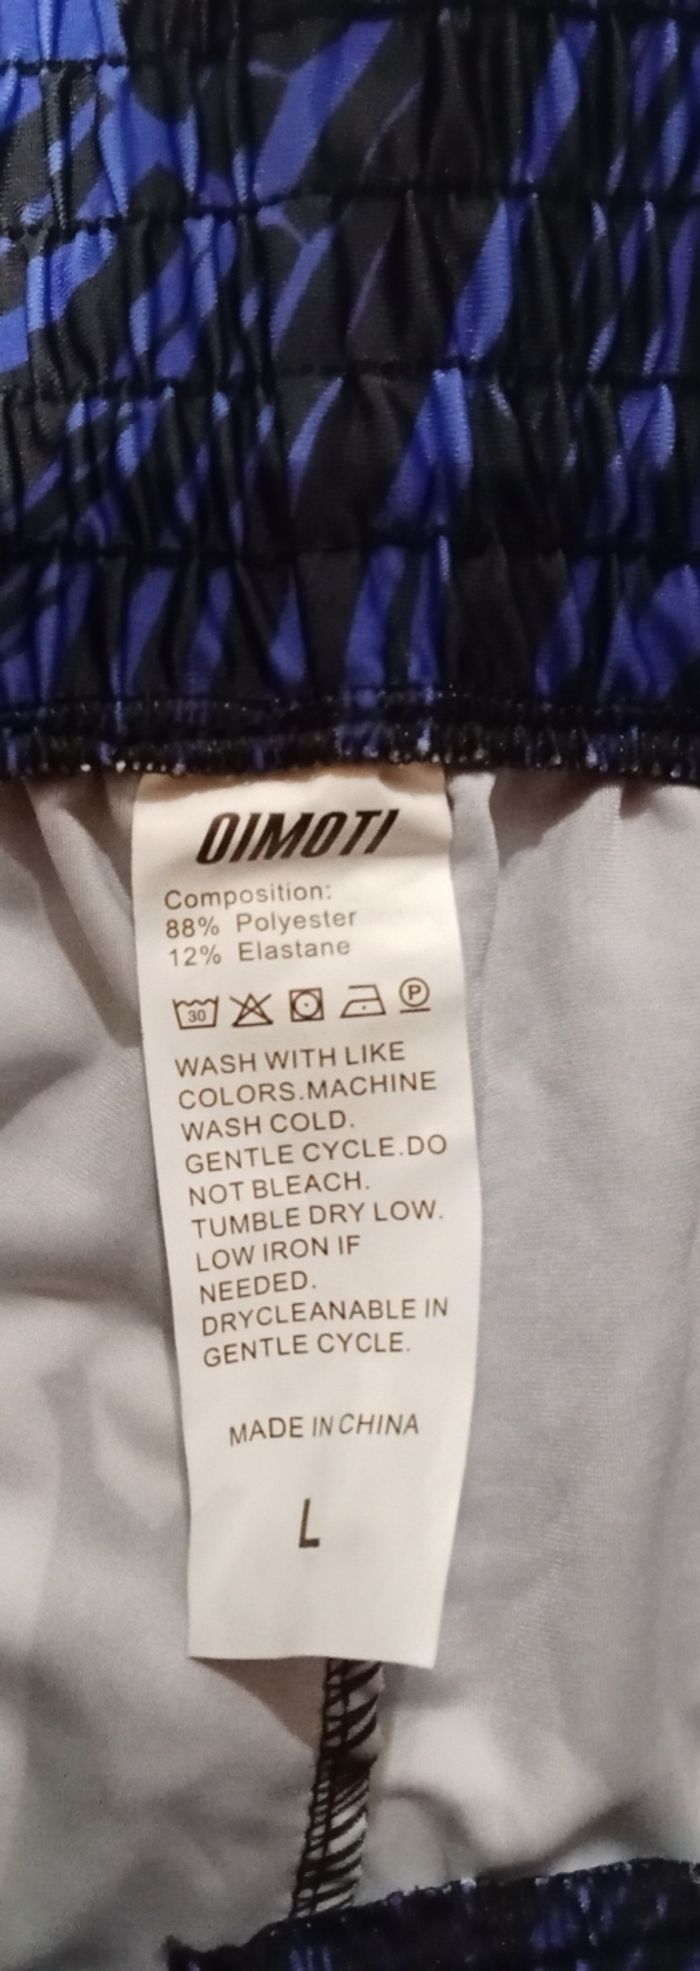 OIMOTI
Composition:
88% Polyester
12% Elastane
30 P
WASH WITH LIKE
COLORS.MACHINE
WASH COLD.
GENTLE CYCLE.DO
NOT BLEACH.
TUMBLE DRY LOW.
LOW IRON IF
NEEDED.
DRYCLEANABLE IN
GENTLE CYCLE.
MADE IN CHINA
L